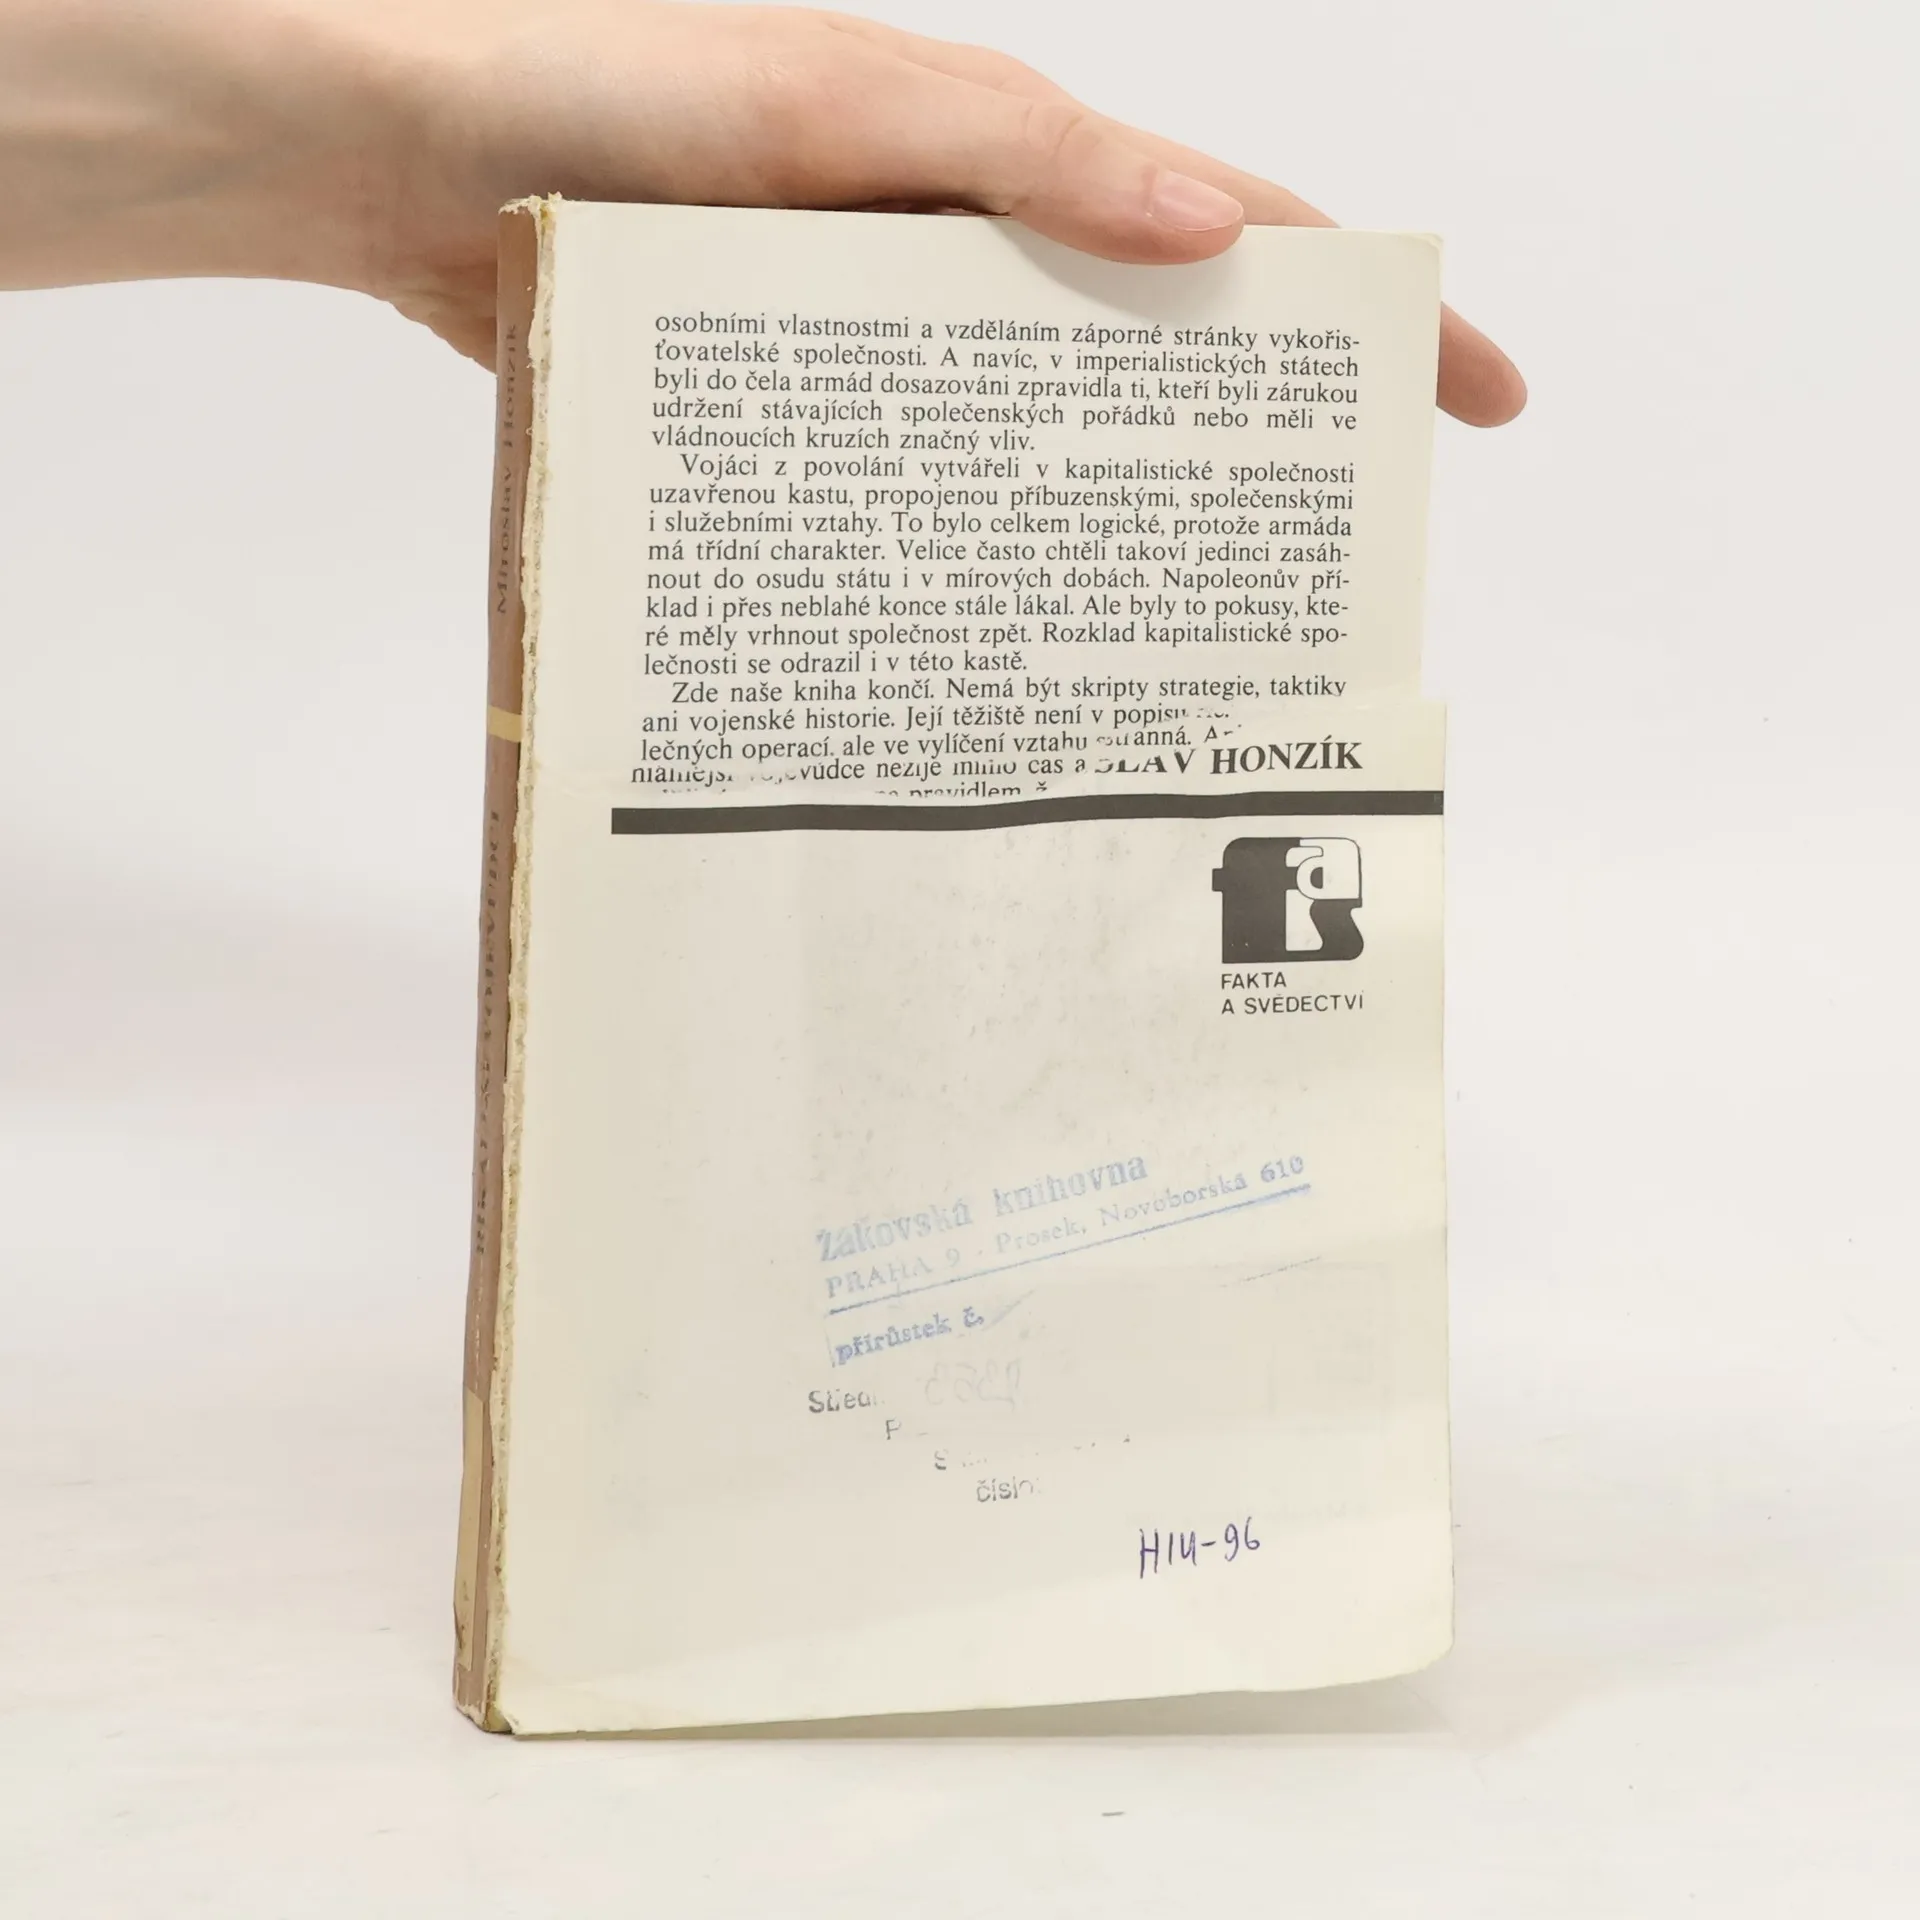 osobními vlastnostmi a vzděláním záporné stránky vykořis-
ťovatelské společnosti. A navíc, v imperialistických státech
byli do čela armád dosazováni zpravidla ti, kteří byli zárukou
udržení stávajících společenských pořádků nebo měli ve
vládnoucích kruzích značný vliv.
Vojáci z povolání vytvářeli v kapitalistické společnosti
uzavřenou kastu, propojenou příbuzenskými, společenskými
i služebními vztahy. To bylo celkem logické, protože armáda
má třídní charakter. Velice často chtěli takoví jedinci zasáh-
nout do osudu státu i v mírových dobách. Napoleonův pří-
klad i přes neblahé konce stále lákal. Ale byly to pokusy, kte-
ré měly vrhnout společnost zpět. Rozklad kapitalistické spo-
lečnosti se odrazil i v této kastě.
Zde naše kniha končí. Nemá být skripty strategie, taktiky
ani vojenské historie. Její těžiště není v popisu
lečných operací, ale ve vylíčení vztahu
nežije mimo čas a
pravidlem
SLAV HONZÍK
fas
FAKTA
A SVĚDECTVÍ
Žákovská knihovna
PRAHA 9 - Prosek, Novoborská 610
přírůstek č.
H14-96
Miroslav Honzík